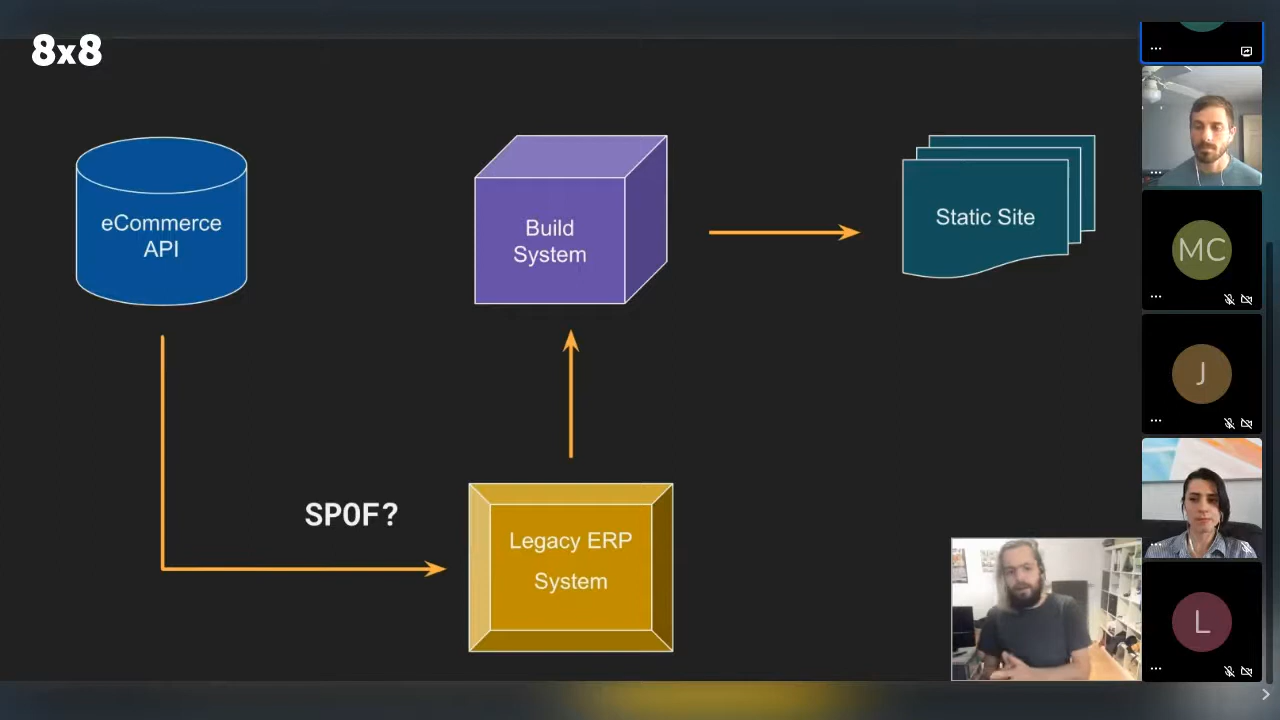 8x8
eCommerce
API
Build
System
Static Site
SPOF?
Legacy ERP
System
MC
J
L